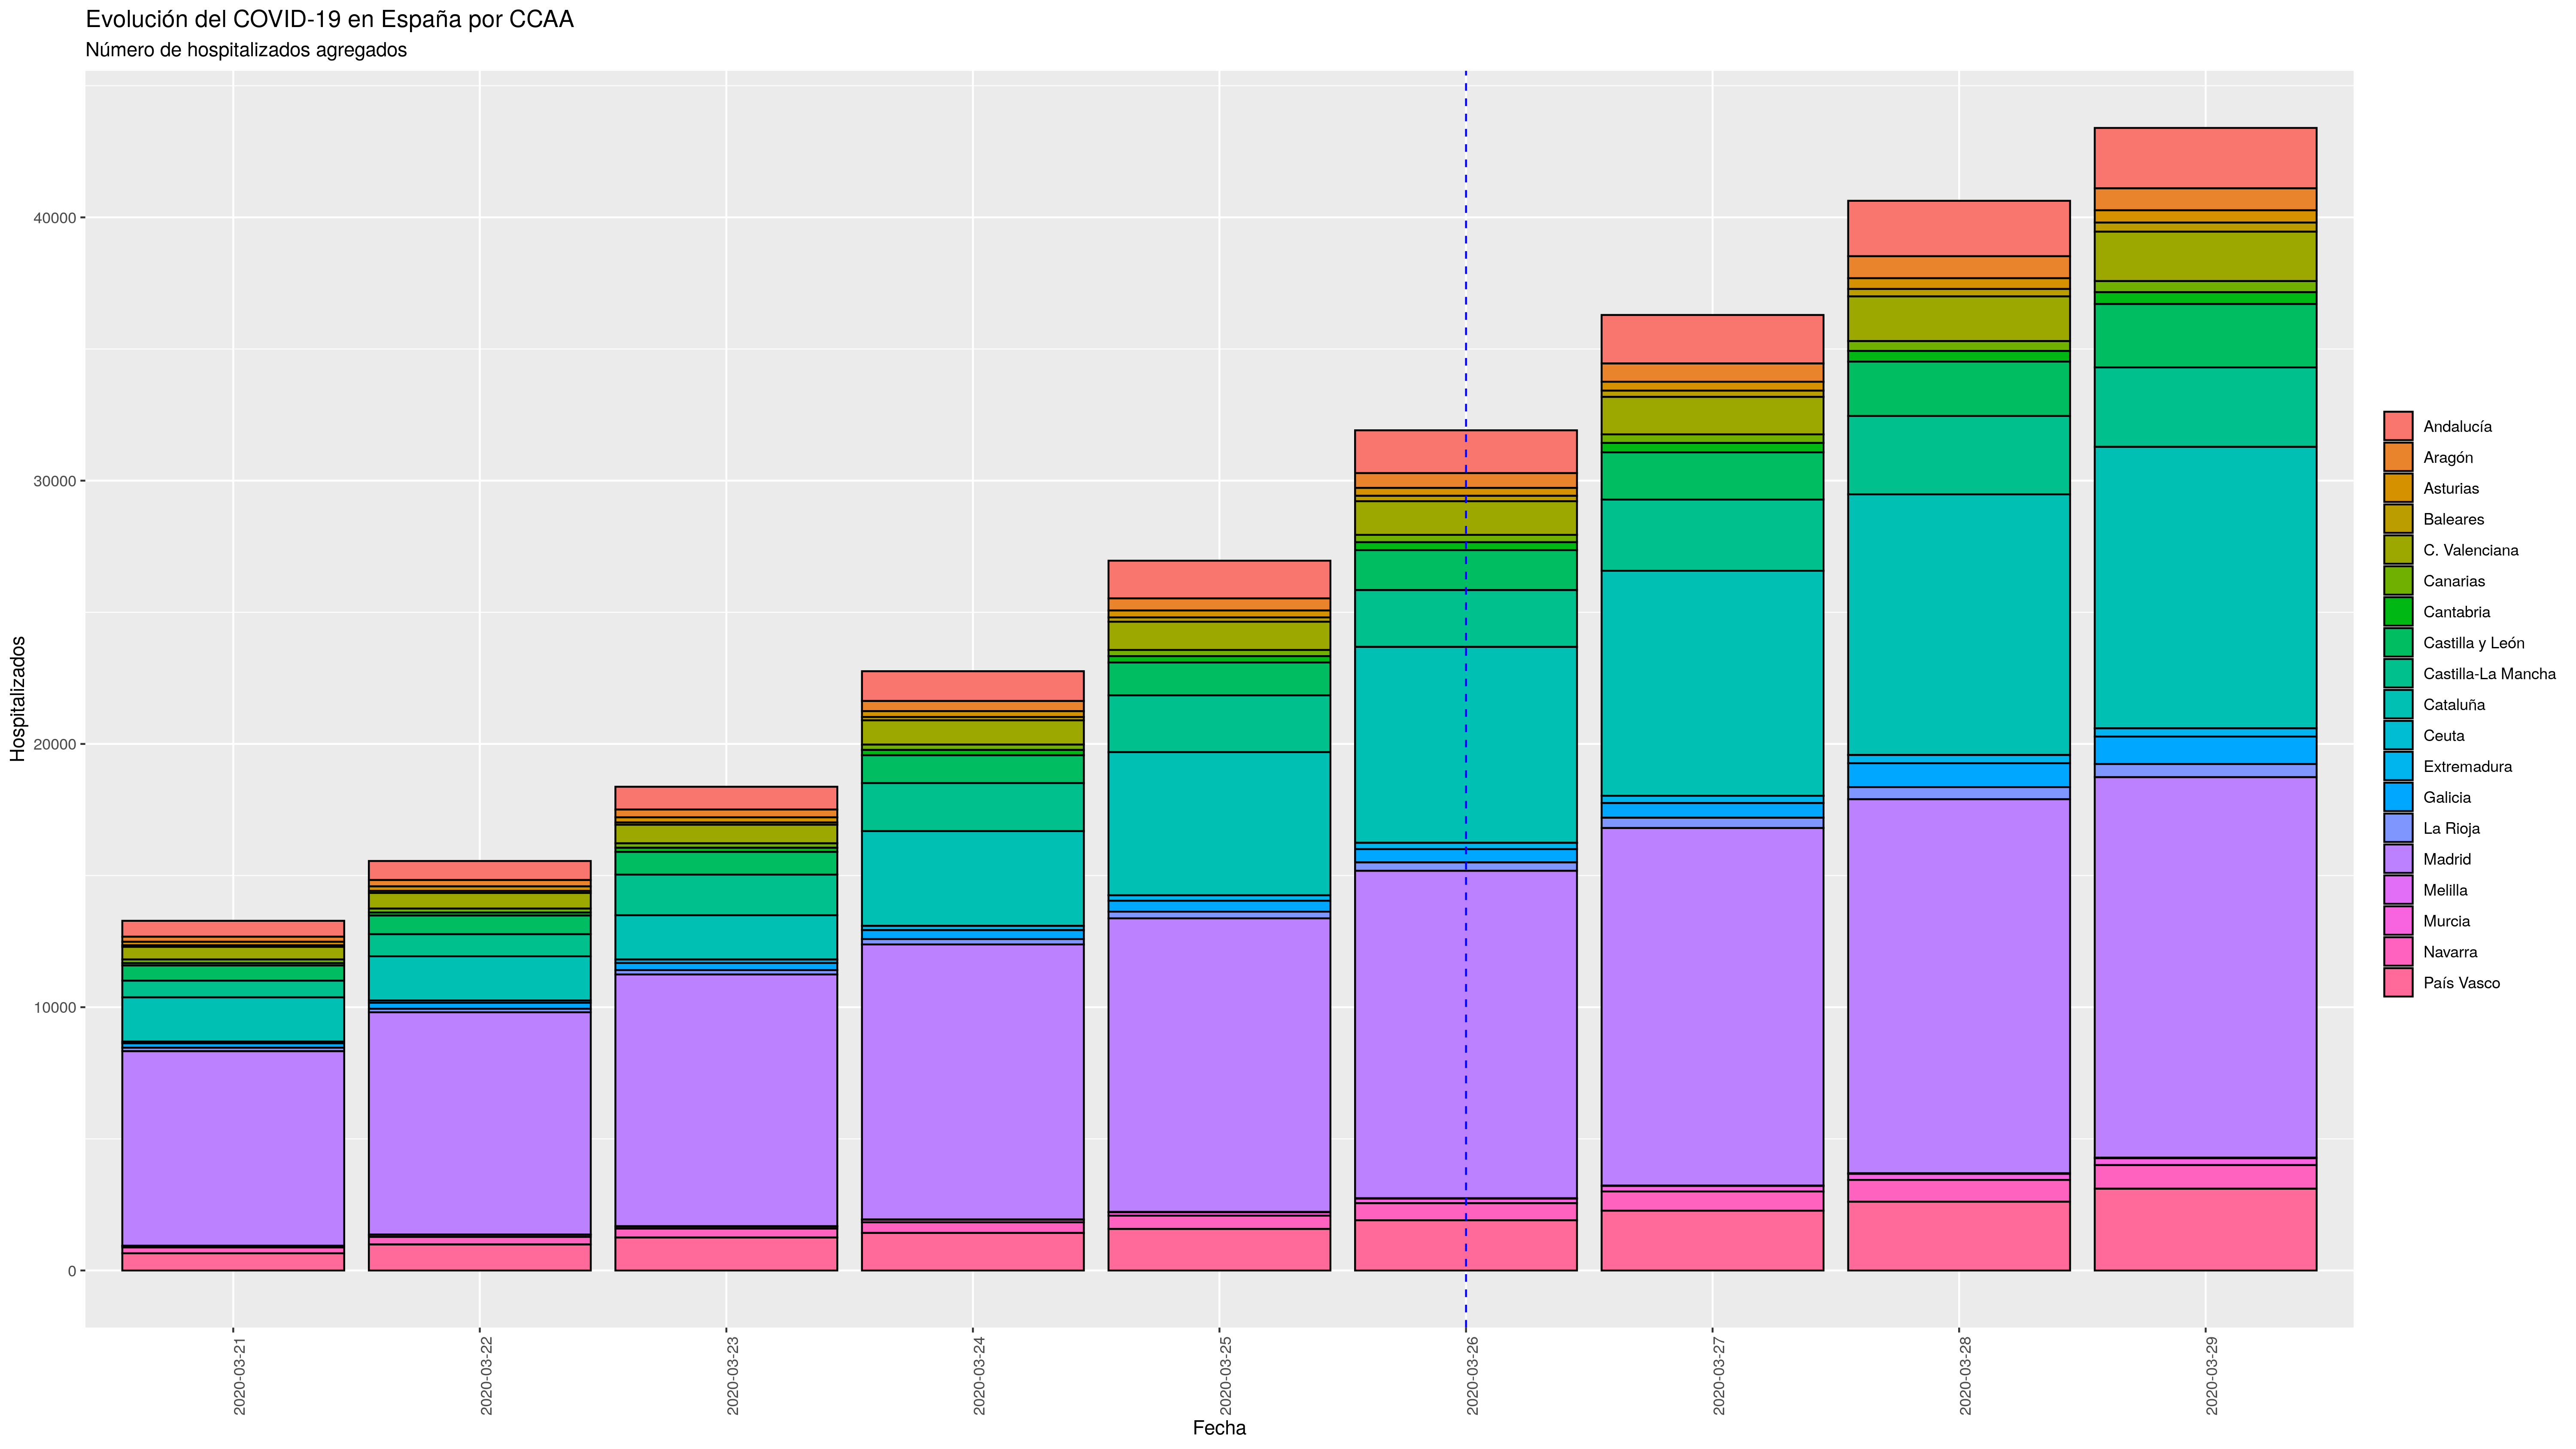 Evolución del COVID-19 en España por CCAA
Número de hospitalizados agregados
Hospitalizados
40000
30000
20000
10000
0
2020-03-21
2020-03-22
2020-03-23
2020-03-24
2020-03-25
2020-03-26
2020-03-27
2020-03-28
2020-03-29
Fecha
Andalucía
Aragón
Asturias
Baleares
C. Valenciana
Canarias
Cantabria
Castilla y León
Castilla-La Mancha
Cataluña
Ceuta
Extremadura
Galicia
La Rioja
Madrid
Melilla
Murcia
Navarra
País Vasco